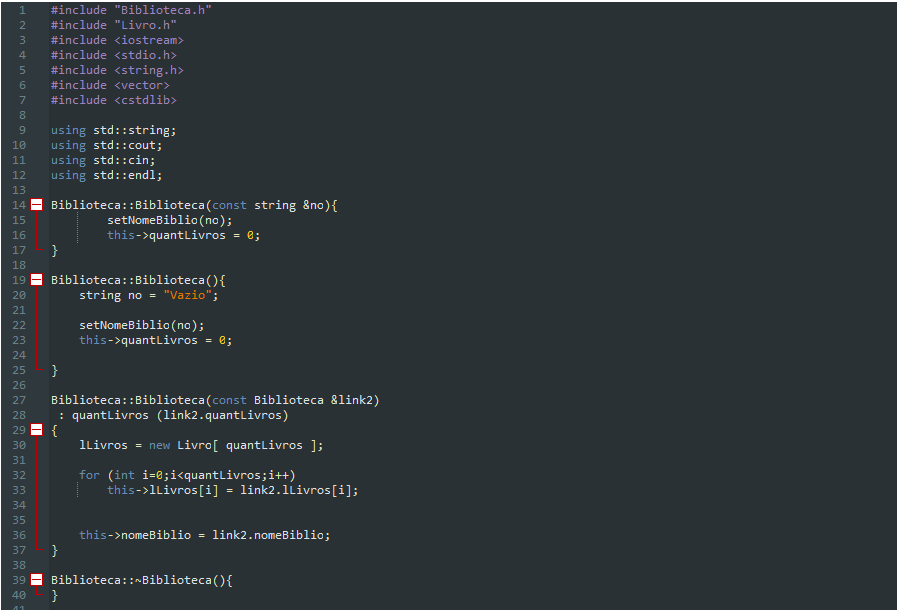 1 #include "Biblioteca.h"
2 #include "Livro.h"
3 #include <iostream>
4 #include <stdio.h>
5 #include <string.h>
6 #include <vector>
7 #include <cstdlib>
8
9 using std::string;
10 using std::cout;
11 using std::cin;
12 using std::endl;
13
14 Biblioteca::Biblioteca(const string &no){
15         setNomeBiblio(no);
16         this->quantLivros = 0;
17 }
18
19 Biblioteca::Biblioteca(){
20     string no = "Vazio";
21
22     setNomeBiblio(no);
23     this->quantLivros = 0;
24
25 }
26
27 Biblioteca::Biblioteca(const Biblioteca &link2)
28  : quantLivros (link2.quantLivros)
29 {
30     lLivros = new Livro[ quantLivros ];
31
32     for (int i=0;i<quantLivros;i++)
33         this->lLivros[i] = link2.lLivros[i];
34
35
36     this->nomeBiblio = link2.nomeBiblio;
37 }
38
39 Biblioteca::~Biblioteca(){
40 }
41